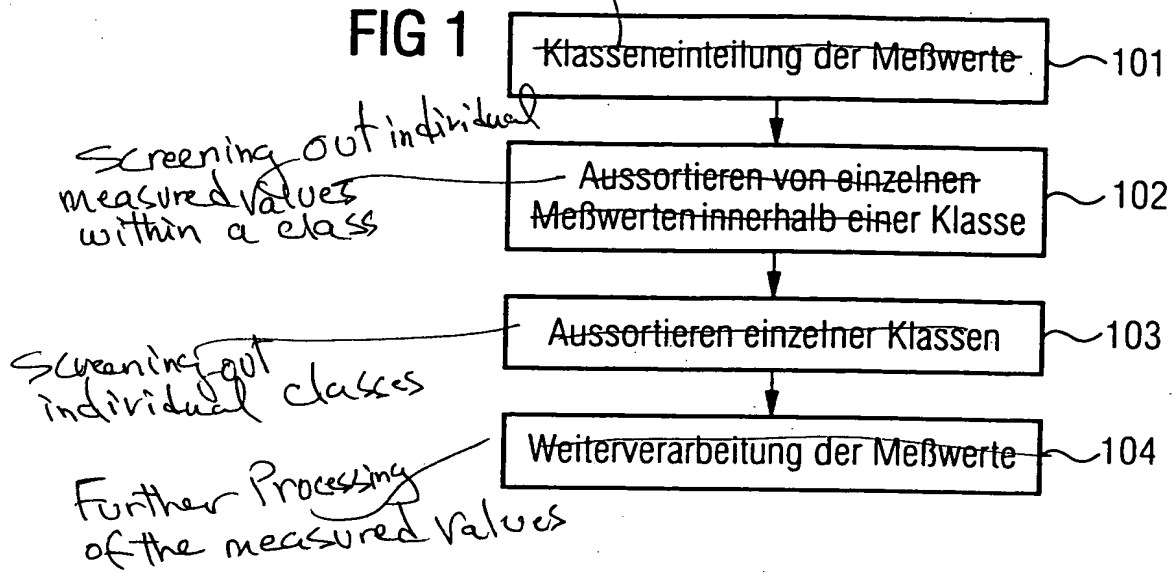 FIG 1
Klasseneinteilung der Meßwerte
101
Screening out individual
measured values
within a class
Aussortieren von einzelnen
Meßwerten innerhalb einer Klasse
102
Screening out
individual classes
Aussortieren einzelner Klassen
103
Further Processing
of the measured values
Weiterverarbeitung der Meßwerte
104